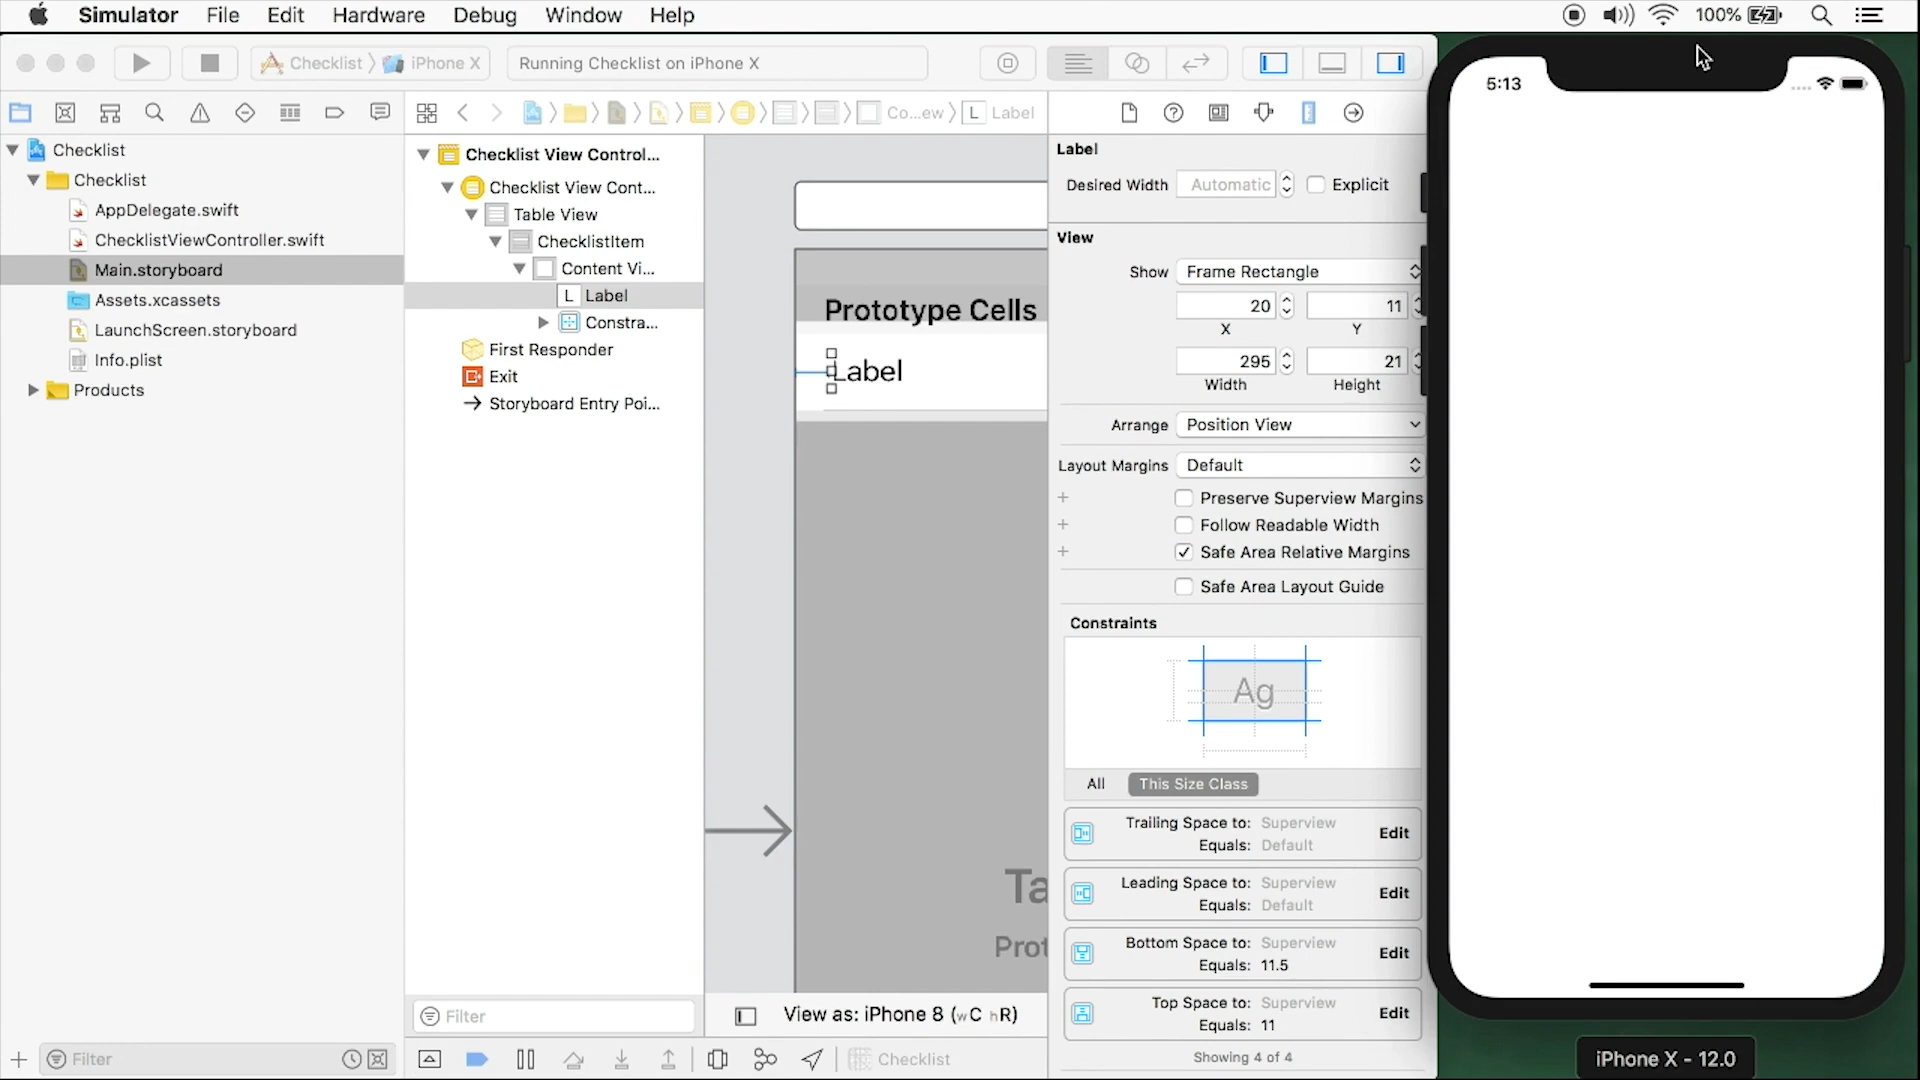 Simulator File Edit Hardware Debug Window Help 100%
Checklist iPhone X Running Checklist on iPhone X
5:13
Co...ew L Label
Checklist
Checklist
AppDelegate.swift
ChecklistViewController.swift
Main.storyboard
Assets.xcassets
LaunchScreen.storyboard
Info.plist
Products
Filter
Checklist View Control...
Checklist View Cont...
Table View
ChecklistItem
Content Vi...
L Label
Constra...
First Responder
Exit
Storyboard Entry Poi...
Filter
Prototype Cells
Label
Ta
Prot
View as: iPhone 8 (wC hR)
Checklist
Label
Desired Width Automatic Explicit
View
Show Frame Rectangle
20 11
X Y
295 21
Width Height
Arrange Position View
Layout Margins Default
Preserve Superview Margins
Follow Readable Width
Safe Area Relative Margins
Safe Area Layout Guide
Constraints
Ag
All This Size Class
Trailing Space to: Superview
Equals: Default
Edit
Leading Space to: Superview
Equals: Default
Edit
Bottom Space to: Superview
Equals: 11.5
Edit
Top Space to: Superview
Equals: 11
Edit
Showing 4 of 4
iPhone X - 12.0